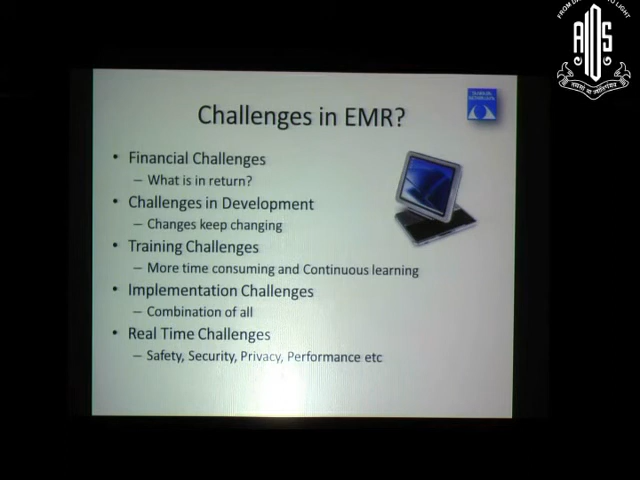 Challenges in EMR?
• Financial Challenges
– What is in return?
• Challenges in Development
– Changes keep changing
• Training Challenges
– More time consuming and Continuous learning
• Implementation Challenges
– Combination of all
• Real Time Challenges
– Safety, Security, Privacy, Performance etc
AIOS